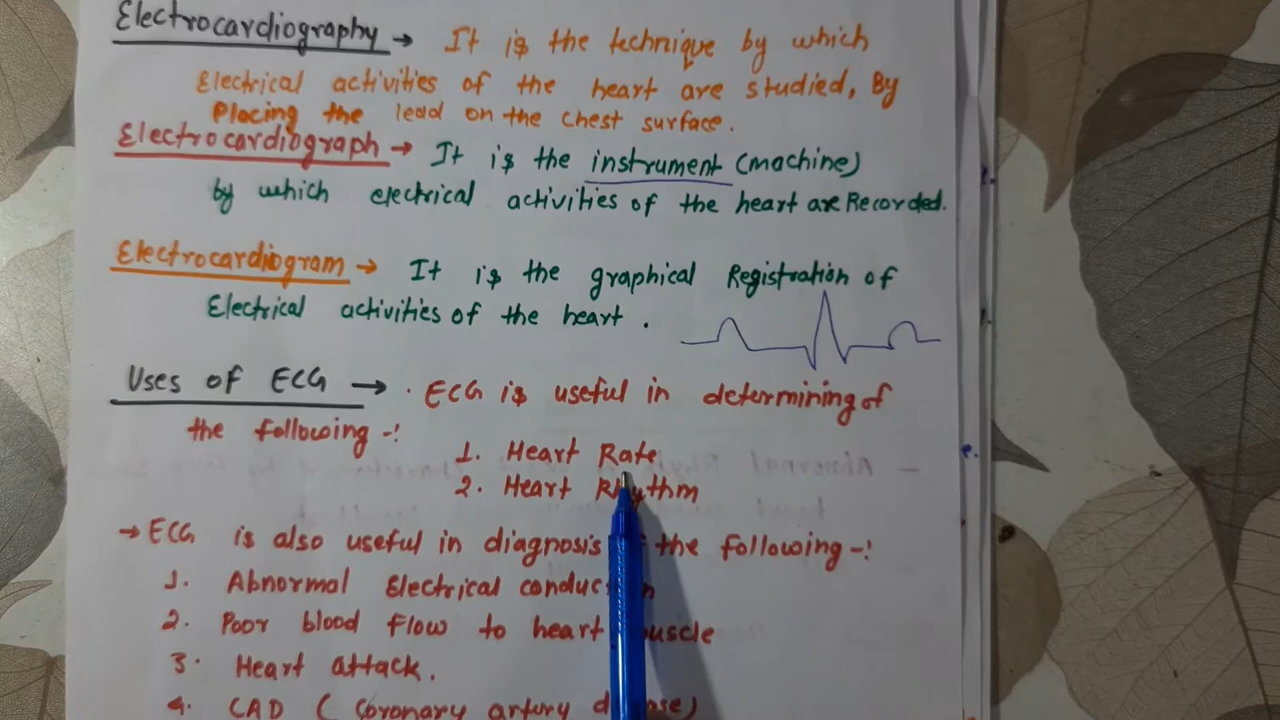 Electrocardiography → It is the technique by which
Electrical activities of the heart are studied, By
Placing the lead on the chest surface.
Electrocardiograph → It is the instrument (machine)
by which electrical activities of the heart are Recorded.
Electrocardiogram → It is the graphical Registration of
Electrical activities of the heart.
Uses of ECG → · ECG is useful in determining of
the following -:
1. Heart Rate
2. Heart Rhythm
→ ECG is also useful in diagnosis the following -:
1. Abnormal Electrical conduction
2. Poor blood flow to heart muscle
3. Heart attack.
4. CAD (Coronary artery disease)